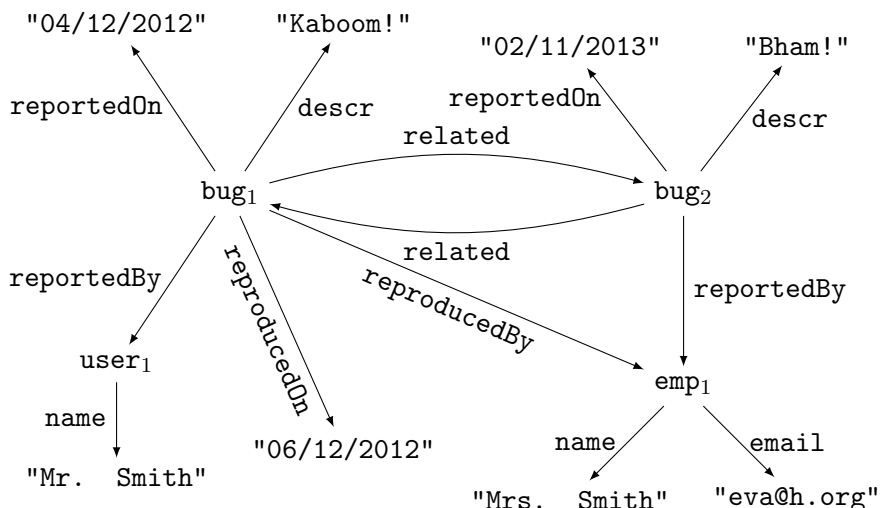 "04/12/2012"
"Kaboom!"
"02/11/2013"
"Bham!"
reportedOn
descr
reportedOn
descr
related
bug1
bug2
related
reportedBy
reproducedOn
reproducedBy
reportedBy
user1
emp1
name
"06/12/2012"
name
email
"Mr. Smith"
"Mrs. Smith"
"eva@h.org"